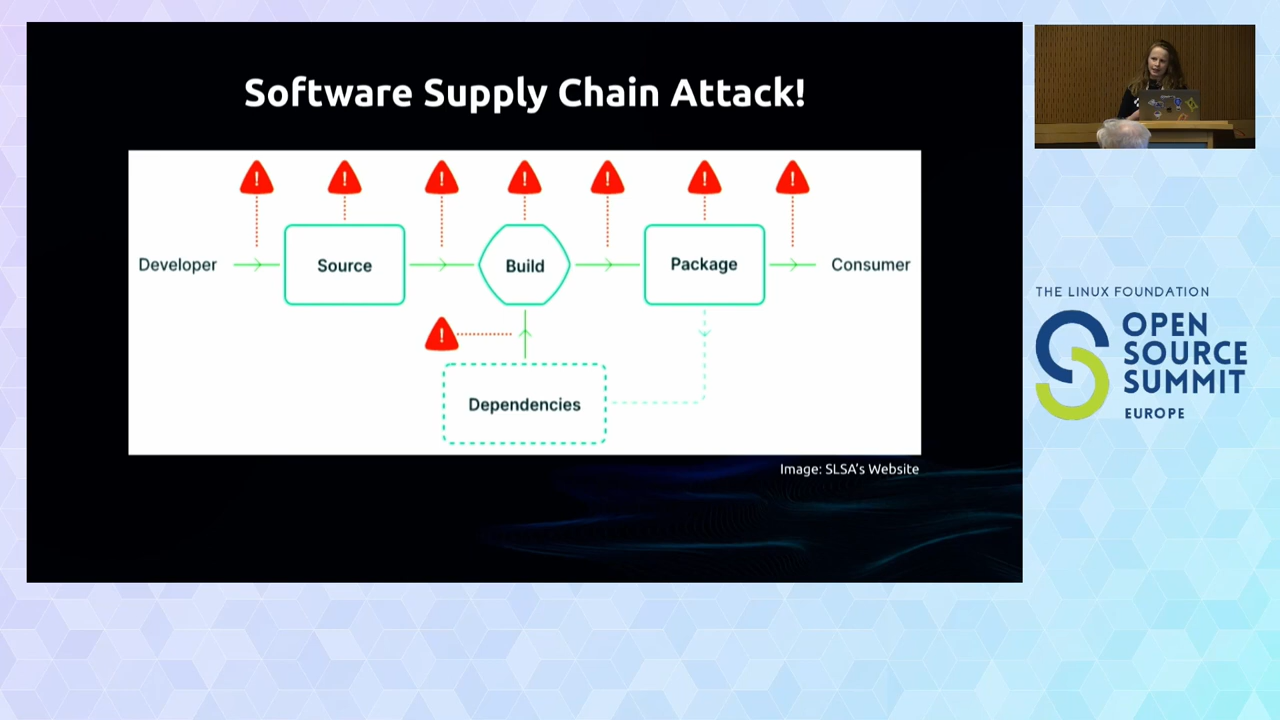 Software Supply Chain Attack!
Developer
Source
Build
Package
Consumer
Dependencies
Image: SLSA's Website
THE LINUX FOUNDATION
OPEN
SOURCE
SUMMIT
EUROPE